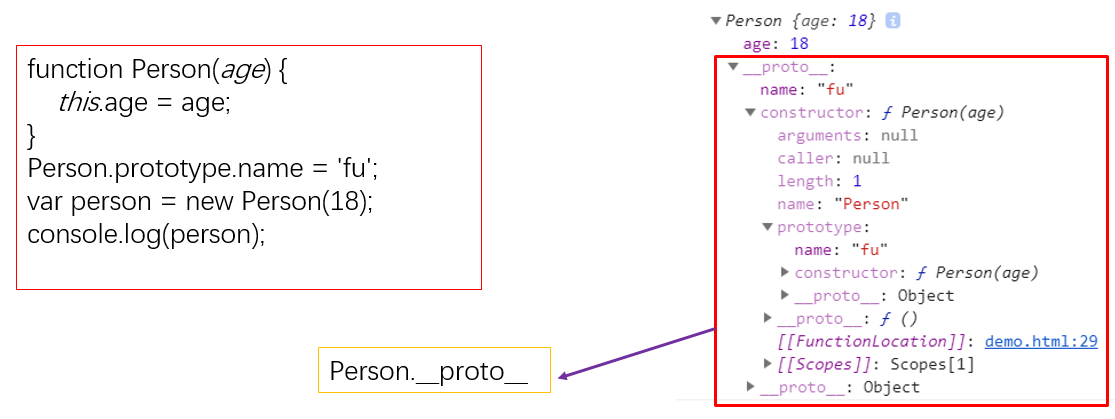 function Person(age) {
this.age = age;
}
Person.prototype.name = 'fu';
var person = new Person(18);
console.log(person);
Person.__proto__
Person {age: 18} i
age: 18
__proto__:
name: "fu"
constructor: ƒ Person(age)
arguments: null
caller: null
length: 1
name: "Person"
prototype:
name: "fu"
constructor: ƒ Person(age)
__proto__: Object
__proto__: ƒ ()
[[FunctionLocation]]: demo.html:29
[[Scopes]]: Scopes[1]
__proto__: Object